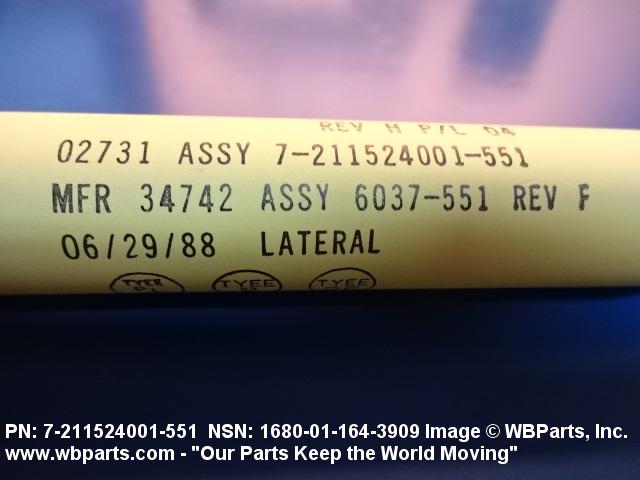 REV H P/L 04
02731 ASSY 7-211524001-551
MFR 34742 ASSY 6037-551 REV F
06/29/88 LATERAL
TYEE TYEE TYEE
PN: 7-211524001-551 NSN: 1680-01-164-3909 Image © WBParts, Inc.
www.wbparts.com - "Our Parts Keep the World Moving"